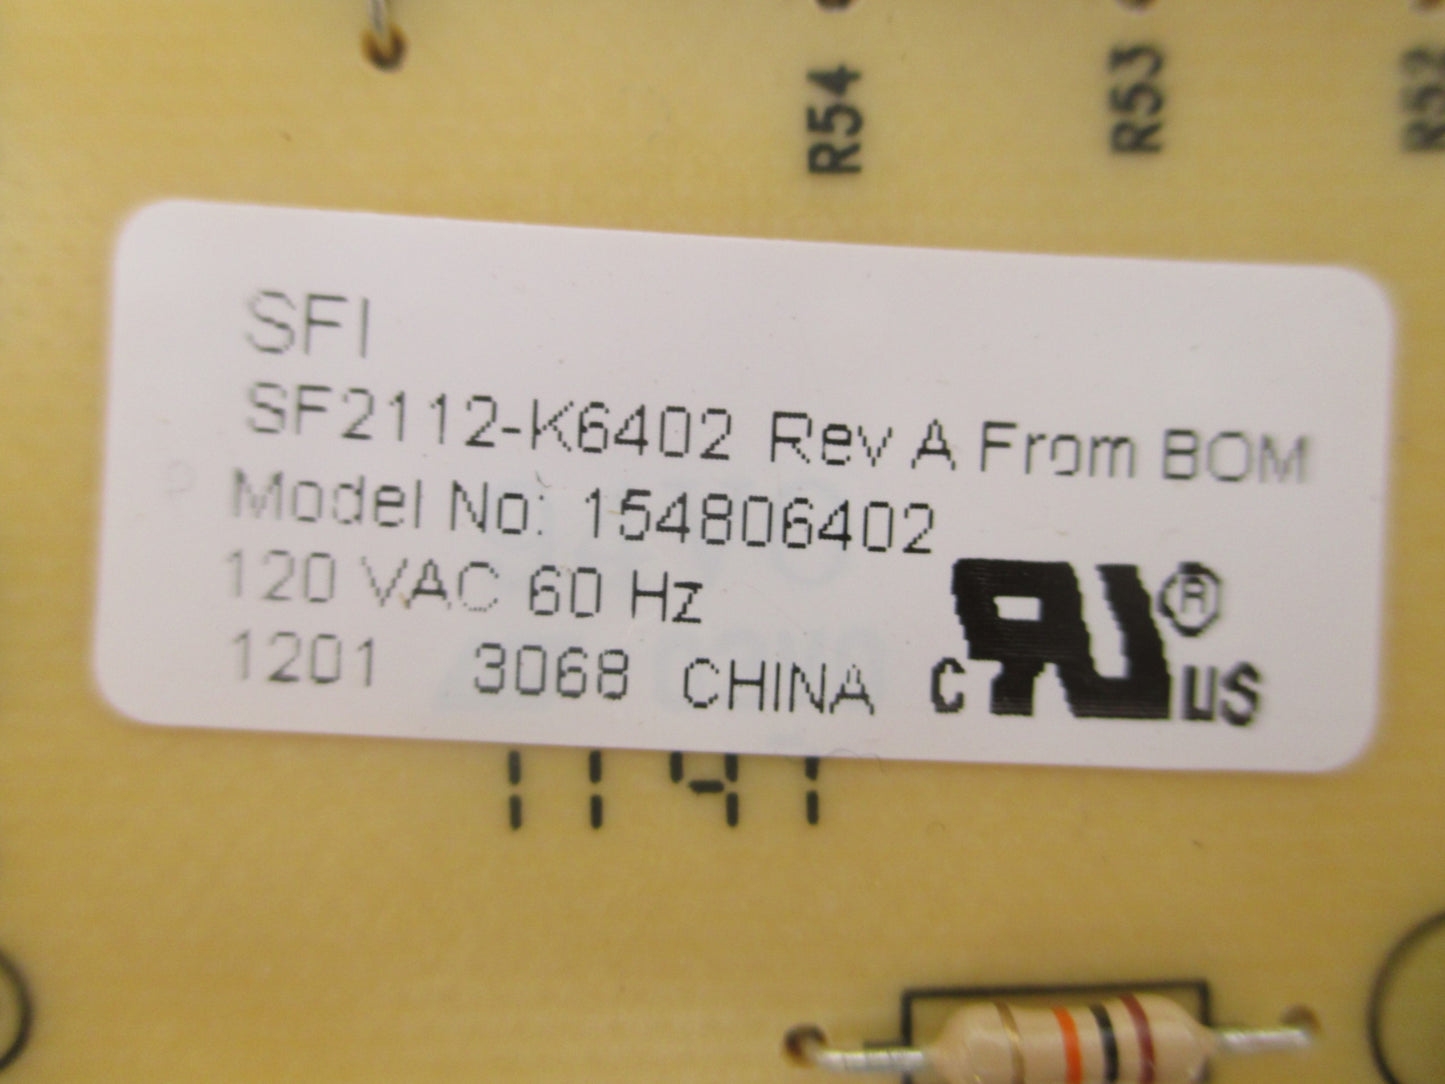 R54 R53 R52
SFI
SF2112-K6402 Rev A From BOM
Model No: 154806402
120 VAC 60 Hz
1201 3068 CHINA
c RU ® US